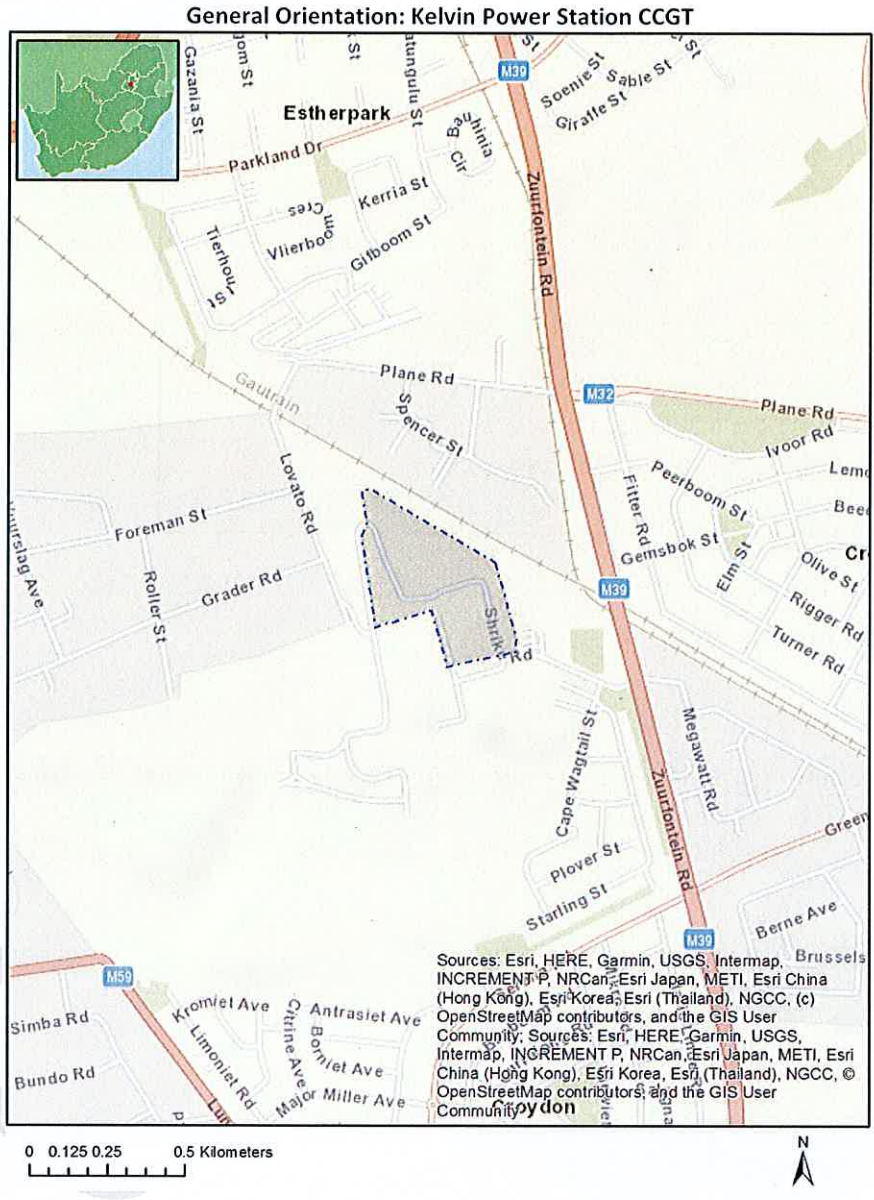 General Orientation: Kelvin Power Station CCGT
Gazania St
St
St
M39
Soenie St
Sable St
Giraffe St
Estherpark
Bauhinia
Cir
Parkland Dr
Kerria St
Vlierboom
Cres
Gifboom St
Tierhout St
Zuurfontein Rd
Gautrain
Plane Rd
M32
Plane Rd
Spencer St
Ivoor Rd
Lovato Rd
Peerboom St
Foreman St
Fitter Rd
Gemsbok St
Elm St
Olive St
Roller St
Grader Rd
M39
Rigger Rd
Turner Rd
Rd
Cape Wagtail St
Megawatt Rd
Zuurfontein Rd
Green
Plover St
Starling St
Berne Ave
M39
Brussels
M59
Simba Rd
Kromiet Ave
Antrasiet Ave
Citrine Ave
Borniet Ave
Limoniet Rd
Bundo Rd
Major Miller Ave
Sources: Esri, HERE, Garmin, USGS, Intermap,
INCREMENT P, NRCan, Esri Japan, METI, Esri China
(Hong Kong), Esri Korea, Esri (Thailand), NGCC, (c)
OpenStreetMap contributors, and the GIS User
Community; Sources: Esri, HERE, Garmin, USGS,
Intermap, INCREMENT P, NRCan, Esri Japan, METI, Esri
China (Hong Kong), Esri Korea, Esri (Thailand), NGCC, ©
OpenStreetMap contributors, and the GIS User
Community
Croydon
0 0.125 0.25 0.5 Kilometers
N